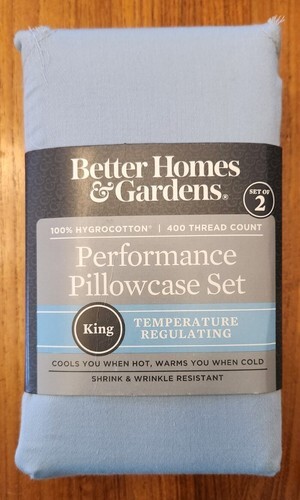 Better Homes
& Gardens®
SET OF
2
100% HYGROCOTTON® | 400 THREAD COUNT
Performance
Pillowcase Set
King
TEMPERATURE
REGULATING
COOLS YOU WHEN HOT, WARMS YOU WHEN COLD
SHRINK & WRINKLE RESISTANT